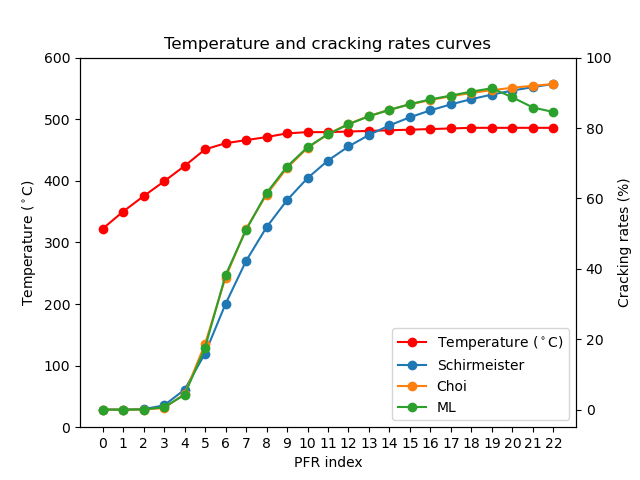 Temperature and cracking rates curves
600
500
400
300
200
100
0
Temperature (°C)
100
80
60
40
20
0
Cracking rates (%)
Temperature (°C)
Schirmeister
Choi
ML
0 1 2 3 4 5 6 7 8 9 10 11 12 13 14 15 16 17 18 19 20 21 22
PFR index